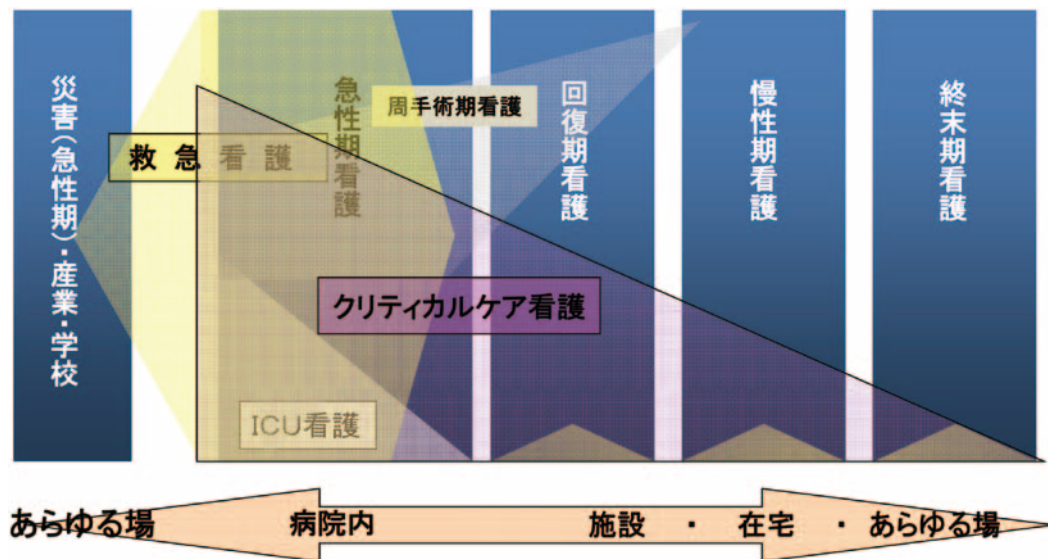 災害(急性期)・産業・学校
急性期看護
周手術期看護
回復期看護
慢性期看護
終末期看護
救急看護
クリティカルケア看護
ICU看護
あらゆる場 病院内 施設 ・ 在宅 ・ あらゆる場